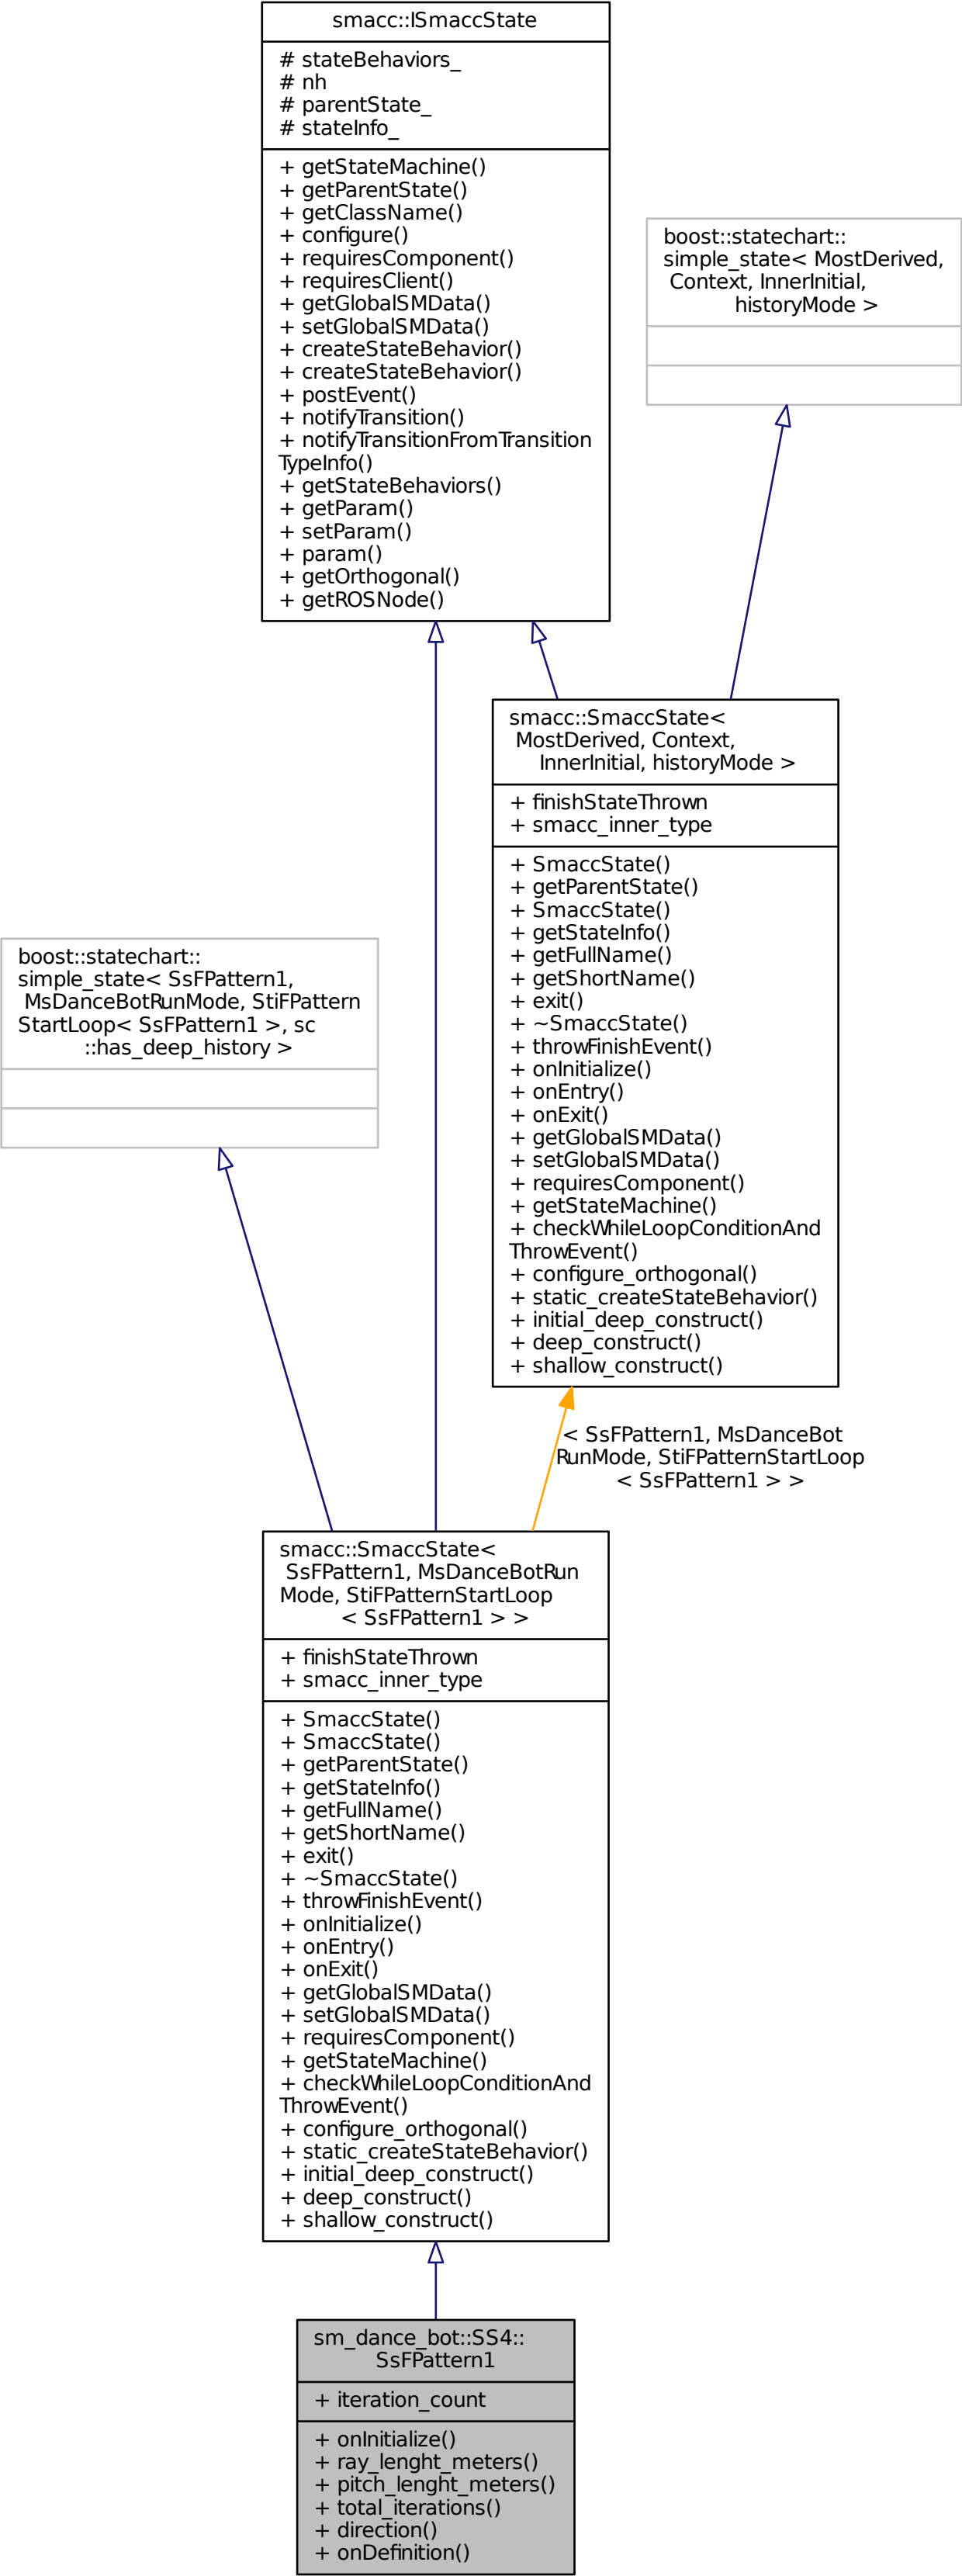 smacc::ISmaccState
# stateBehaviors_
# nh
# parentState_
# stateInfo_
+ getStateMachine()
+ getParentState()
+ getClassName()
+ configure()
+ requiresComponent()
+ requiresClient()
+ getGlobalSMData()
+ setGlobalSMData()
+ createStateBehavior()
+ createStateBehavior()
+ postEvent()
+ notifyTransition()
+ notifyTransitionFromTransition
TypeInfo()
+ getStateBehaviors()
+ getParam()
+ setParam()
+ param()
+ getOrthogonal()
+ getROSNode()
boost::statechart::
simple_state< MostDerived,
Context, InnerInitial,
historyMode >
smacc::SmaccState<
MostDerived, Context,
InnerInitial, historyMode >
+ finishStateThrown
+ smacc_inner_type
+ SmaccState()
+ getParentState()
+ SmaccState()
+ getStateInfo()
+ getFullName()
+ getShortName()
+ exit()
+ ~SmaccState()
+ throwFinishEvent()
+ onInitialize()
+ onEntry()
+ onExit()
+ getGlobalSMData()
+ setGlobalSMData()
+ requiresComponent()
+ getStateMachine()
+ checkWhileLoopConditionAnd
ThrowEvent()
+ configure_orthogonal()
+ static_createStateBehavior()
+ initial_deep_construct()
+ deep_construct()
+ shallow_construct()
boost::statechart::
simple_state< SsFPattern1,
MsDanceBotRunMode, StiFPattern
StartLoop< SsFPattern1 >, sc
::has_deep_history >
< SsFPattern1, MsDanceBot
RunMode, StiFPatternStartLoop
< SsFPattern1 > >
smacc::SmaccState<
SsFPattern1, MsDanceBotRun
Mode, StiFPatternStartLoop
< SsFPattern1 > >
+ finishStateThrown
+ smacc_inner_type
+ SmaccState()
+ SmaccState()
+ getParentState()
+ getStateInfo()
+ getFullName()
+ getShortName()
+ exit()
+ ~SmaccState()
+ throwFinishEvent()
+ onInitialize()
+ onEntry()
+ onExit()
+ getGlobalSMData()
+ setGlobalSMData()
+ requiresComponent()
+ getStateMachine()
+ checkWhileLoopConditionAnd
ThrowEvent()
+ configure_orthogonal()
+ static_createStateBehavior()
+ initial_deep_construct()
+ deep_construct()
+ shallow_construct()
sm_dance_bot::SS4::
SsFPattern1
+ iteration_count
+ onInitialize()
+ ray_lenght_meters()
+ pitch_lenght_meters()
+ total_iterations()
+ direction()
+ onDefinition()